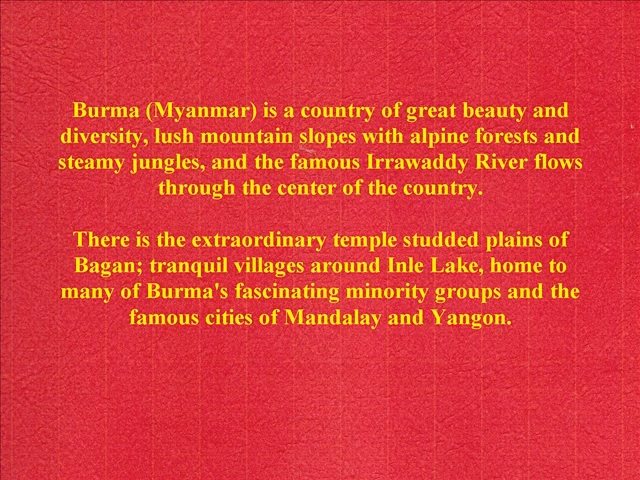 Burma (Myanmar) is a country of great beauty and
diversity, lush mountain slopes with alpine forests and
steamy jungles, and the famous Irrawaddy River flows
through the center of the country.
There is the extraordinary temple studded plains of
Bagan; tranquil villages around Inle Lake, home to
many of Burma's fascinating minority groups and the
famous cities of Mandalay and Yangon.